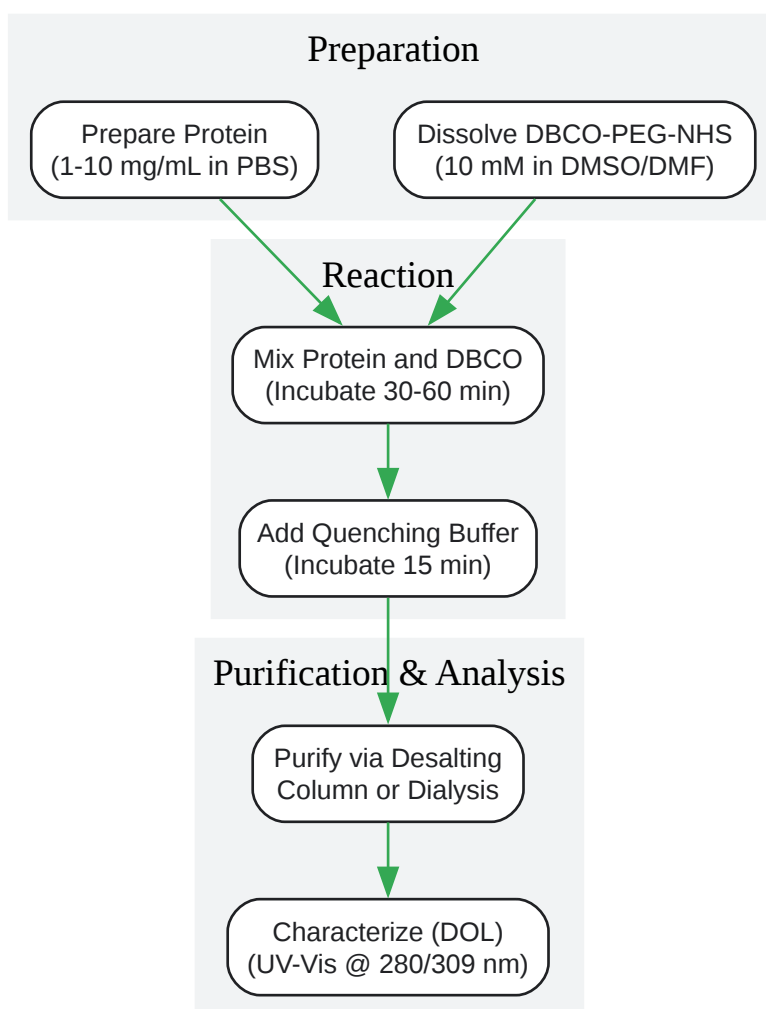 Preparation
Prepare Protein
(1-10 mg/mL in PBS)
Dissolve DBCO-PEG-NHS
(10 mM in DMSO/DMF)
Reaction
Mix Protein and DBCO
(Incubate 30-60 min)
Add Quenching Buffer
(Incubate 15 min)
Purification & Analysis
Purify via Desalting
Column or Dialysis
Characterize (DOL)
(UV-Vis @ 280/309 nm)